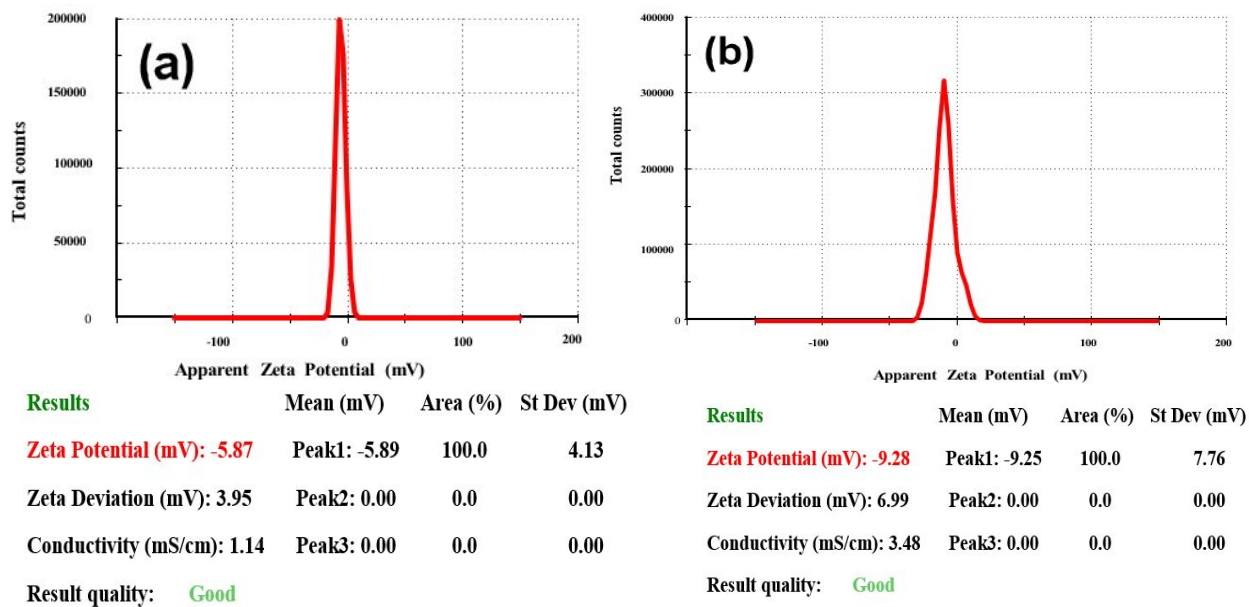 (a)
Total counts
200000
150000
100000
50000
0
-100
0
100
200
Apparent Zeta Potential (mV)
Results Mean (mV) Area (%) St Dev (mV)
Zeta Potential (mV): -5.87 Peak1: -5.89 100.0 4.13
Zeta Deviation (mV): 3.95 Peak2: 0.00 0.0 0.00
Conductivity (mS/cm): 1.14 Peak3: 0.00 0.0 0.00
Result quality: Good
(b)
Total counts
400000
300000
200000
100000
0
-100
0
100
200
Apparent Zeta Potential (mV)
Results Mean (mV) Area (%) St Dev (mV)
Zeta Potential (mV): -9.28 Peak1: -9.25 100.0 7.76
Zeta Deviation (mV): 6.99 Peak2: 0.00 0.0 0.00
Conductivity (mS/cm): 3.48 Peak3: 0.00 0.0 0.00
Result quality: Good